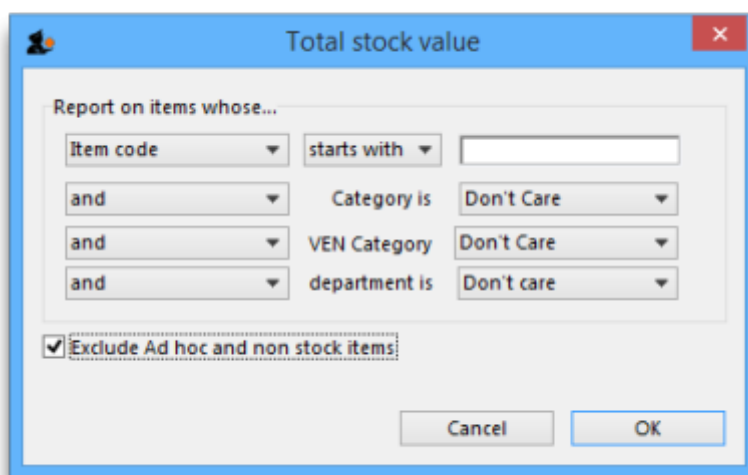 Total stock value
Report on items whose...
Item code starts with
and Category is Don't Care
and VEN Category Don't Care
and department is Don't care
Exclude Ad hoc and non stock items
Cancel OK